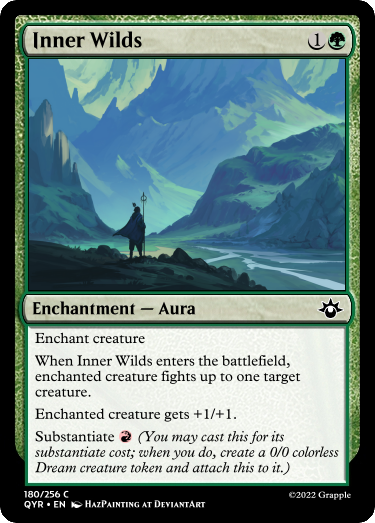 Inner Wilds 1
Enchantment — Aura
Enchant creature
When Inner Wilds enters the battlefield,
enchanted creature fights up to one target
creature.
Enchanted creature gets +1/+1.
Substantiate (You may cast this for its
substantiate cost; when you do, create a 0/0 colorless
Dream creature token and attach this to it.)
180/256 C
QYR • EN HazPainting at DeviantArt
©2022 Grapple